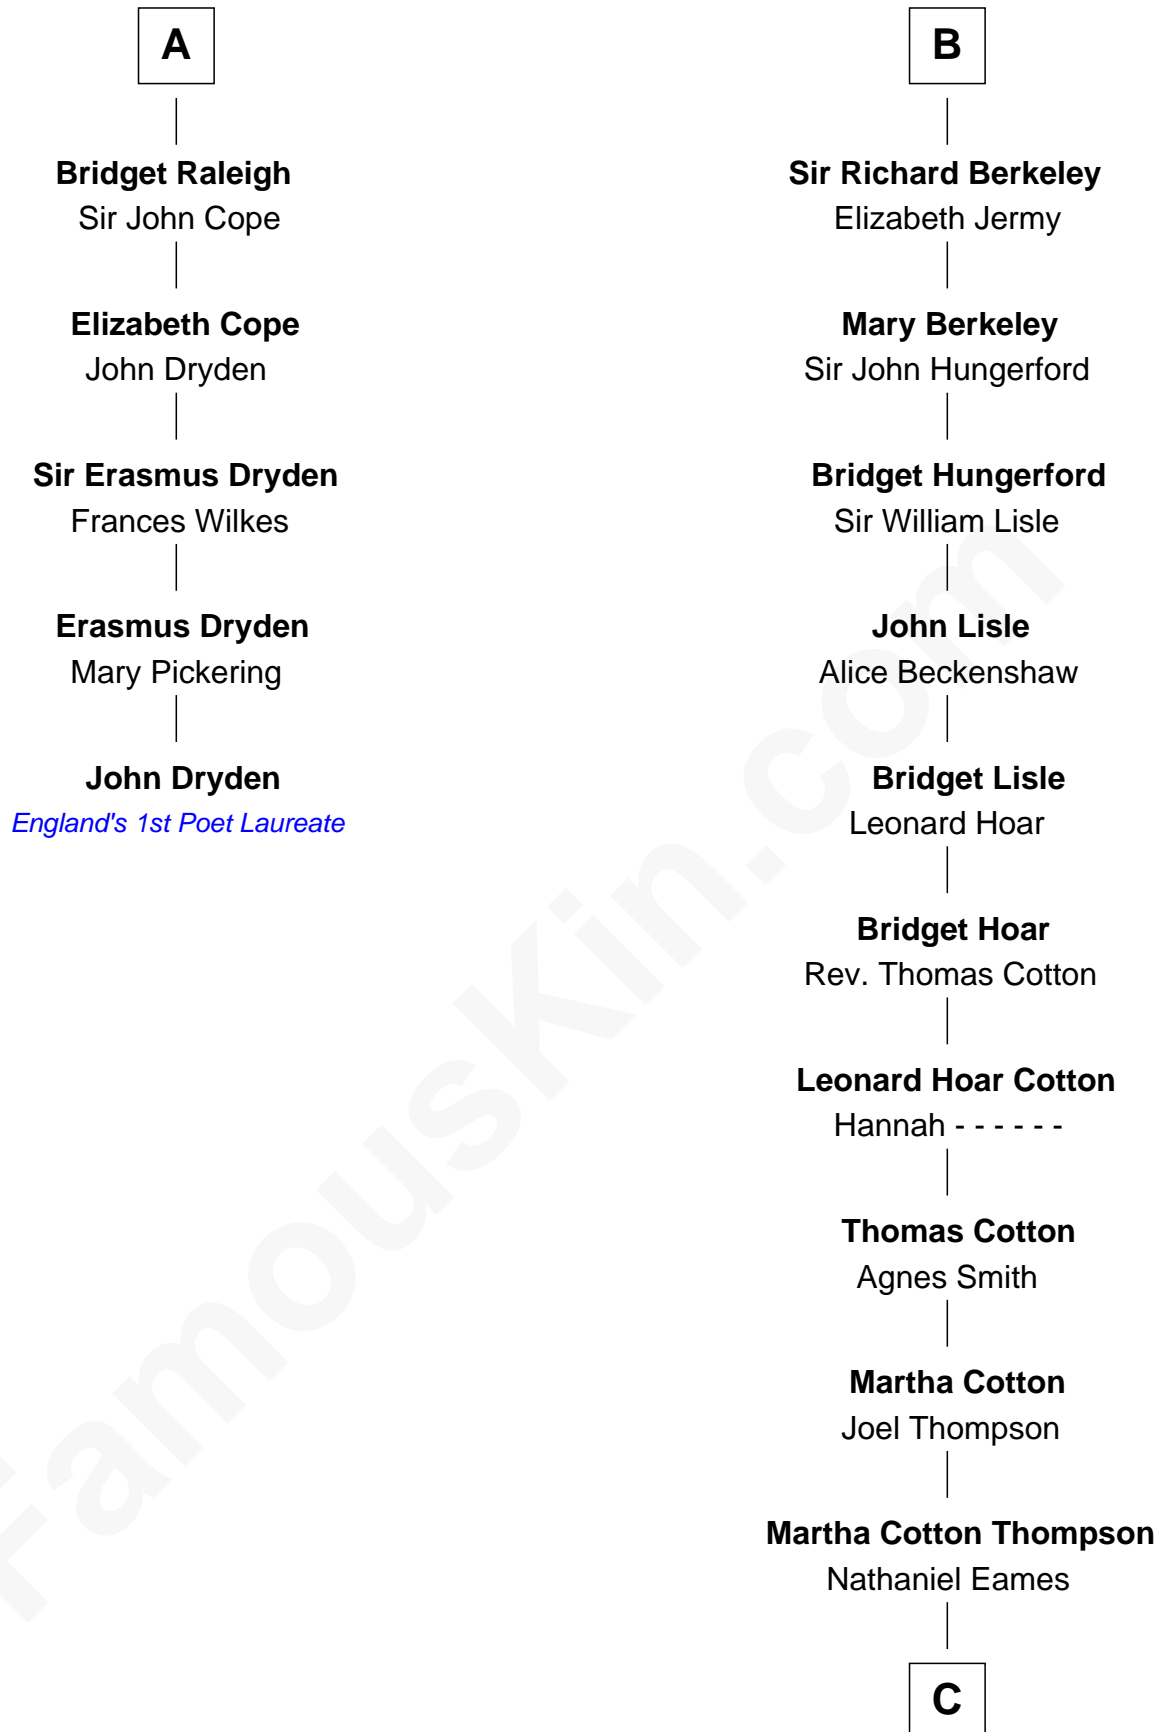 A
Bridget Raleigh
Sir John Cope
Elizabeth Cope
John Dryden
Sir Erasmus Dryden
Frances Wilkes
Erasmus Dryden
Mary Pickering
John Dryden
England's 1st Poet Laureate
B
Sir Richard Berkeley
Elizabeth Jermy
Mary Berkeley
Sir John Hungerford
Bridget Hungerford
Sir William Lisle
John Lisle
Alice Beckenshaw
Bridget Lisle
Leonard Hoar
Bridget Hoar
Rev. Thomas Cotton
Leonard Hoar Cotton
Hannah - - - - - -
Thomas Cotton
Agnes Smith
Martha Cotton
Joel Thompson
Martha Cotton Thompson
Nathaniel Eames
C
FamousKin.com